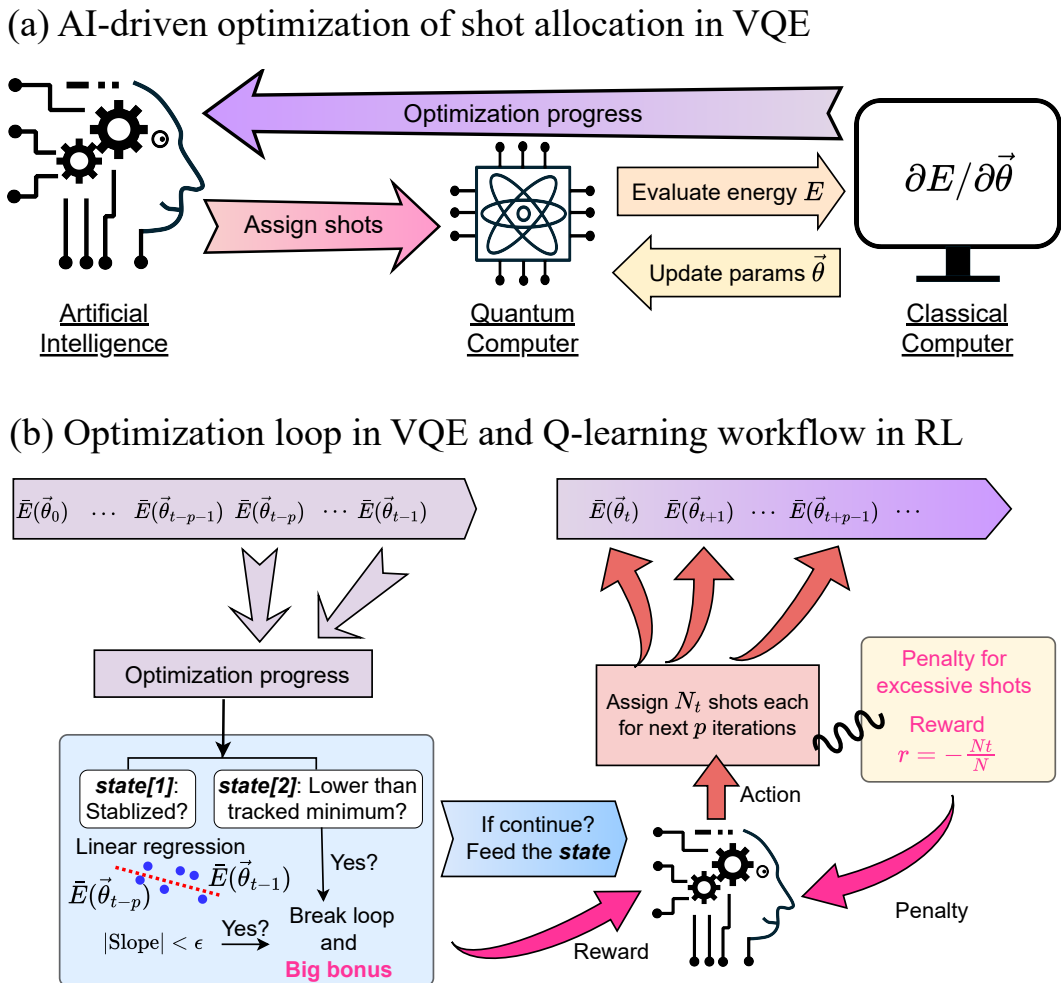 (a) AI-driven optimization of shot allocation in VQE
Optimization progress
Assign shots
Evaluate energy E
Update params θ⃗
∂E/∂θ⃗
Artificial
Intelligence
Quantum
Computer
Classical
Computer
(b) Optimization loop in VQE and Q-learning workflow in RL
Ē(θ⃗₀) ⋯ Ē(θ⃗ₜ₋ₚ₋₁) Ē(θ⃗ₜ₋ₚ) ⋯ Ē(θ⃗ₜ₋₁)
Ē(θ⃗ₜ) Ē(θ⃗ₜ₊₁) ⋯ Ē(θ⃗ₜ₊ₚ₋₁) ⋯
Optimization progress
state[1]:
Stablized?
state[2]: Lower than
tracked minimum?
Linear regression
Ē(θ⃗ₜ₋ₚ)
Ē(θ⃗ₜ₋₁)
|Slope| < ϵ
Yes?
Yes?
Break loop
and
Big bonus
If continue?
Feed the state
Reward
Assign Nₜ shots each
for next p iterations
Action
Penalty for
excessive shots
Reward
r = −Nt/N
Penalty